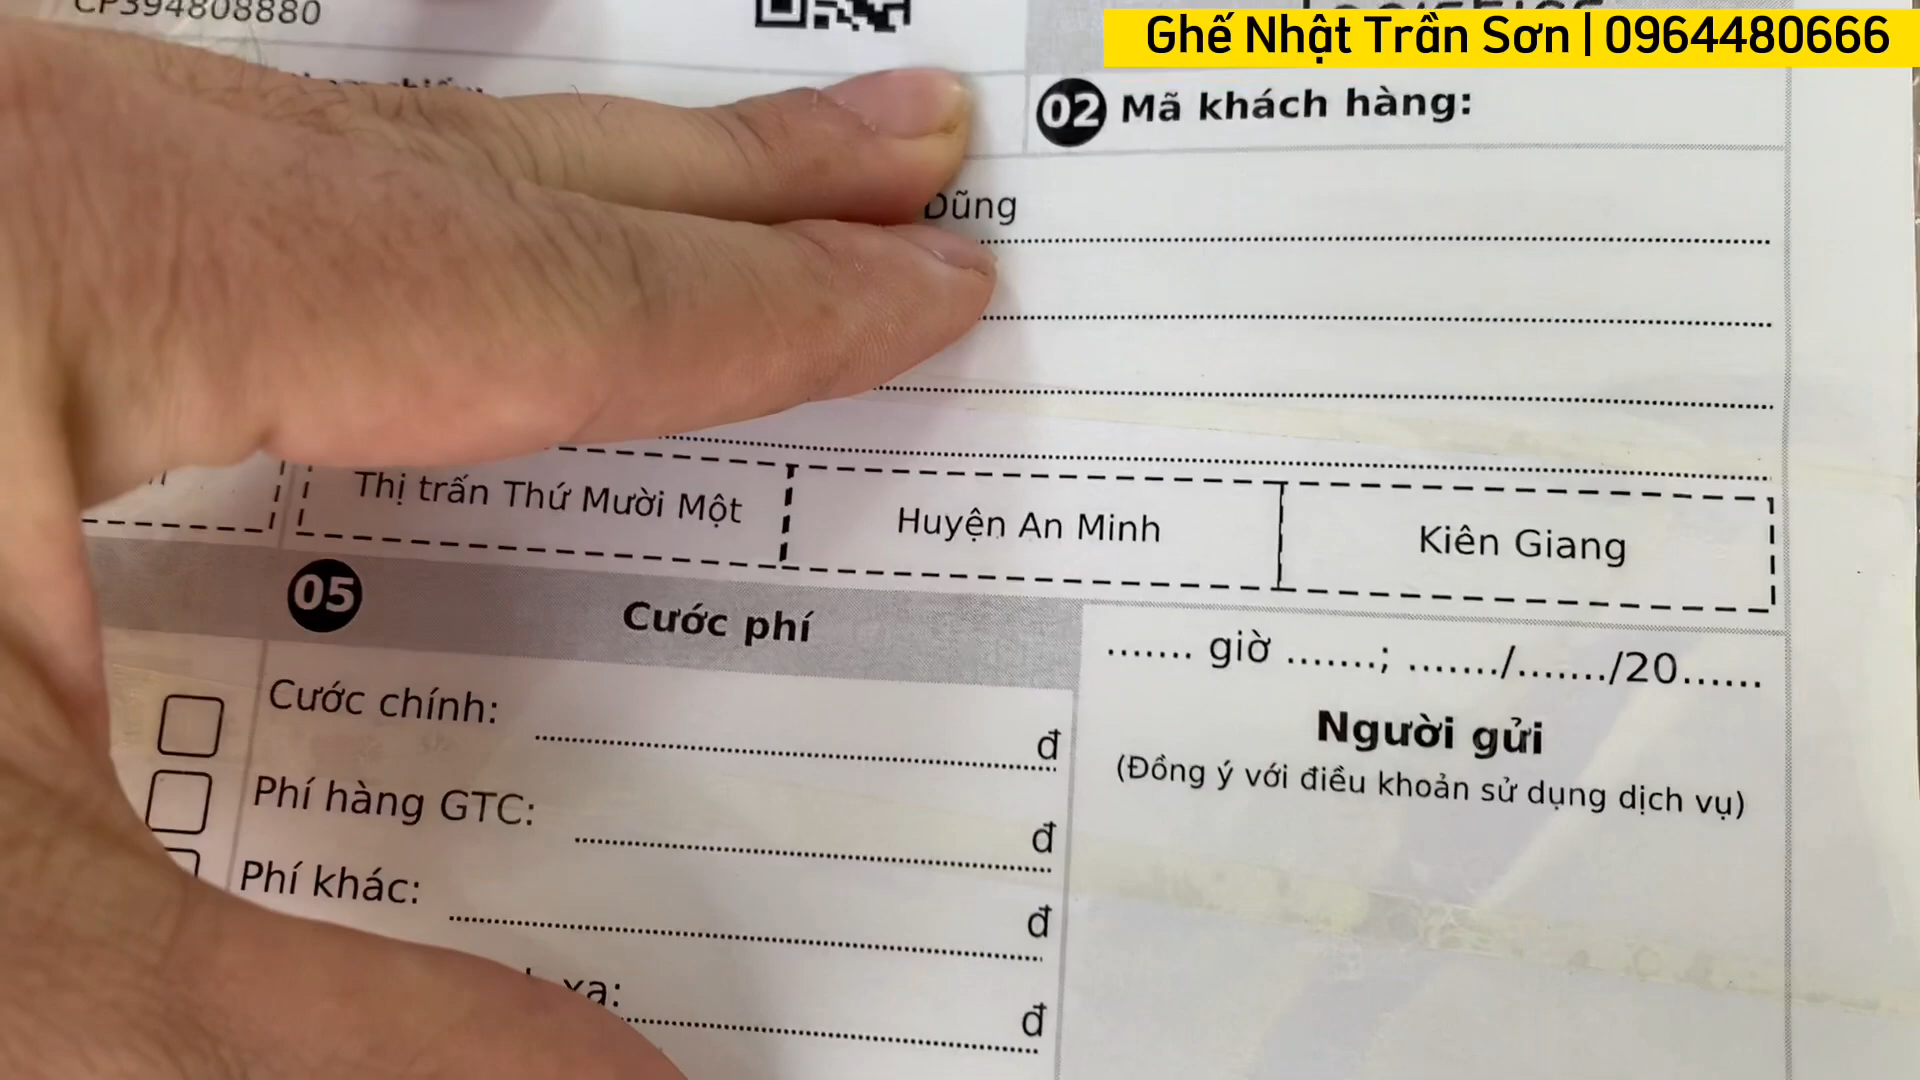 CP394808880
Ghế Nhật Trần Sơn | 0964480666
02 Mã khách hàng:
Dũng
Thị trấn Thứ Mười Một
Huyện An Minh
Kiên Giang
05 Cước phí
....... giờ .......; ......./......./20......
Cước chính: đ
Người gửi
(Đồng ý với điều khoản sử dụng dịch vụ)
Phí hàng GTC: đ
Phí khác: đ
xa: đ